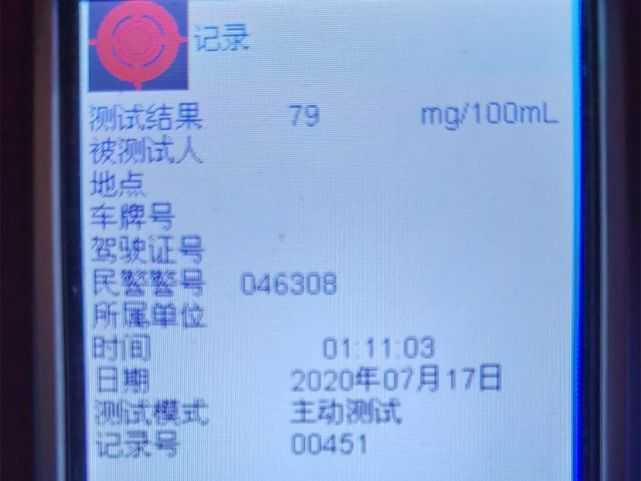 记录
测试结果 79 mg/100mL
被测试人
地点
车牌号
驾驶证号
民警警号 046308
所属单位
时间 01:11:03
日期 2020年07月17日
测试模式 主动测试
记录号 00451